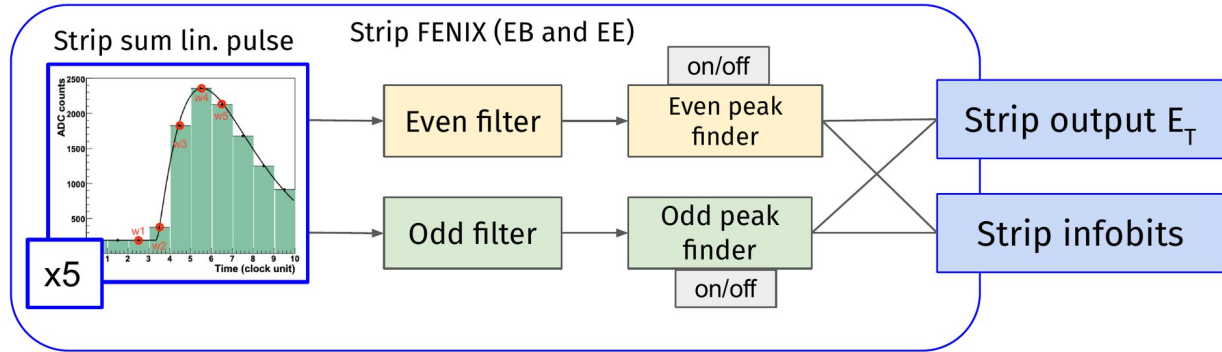 Strip FENIX (EB and EE)
Strip sum lin. pulse
ADC counts
2500
2000
1500
1000
500
w1
w2
w3
w4
w5
1 2 3 4 5 6 7 8 9 10
Time (clock unit)
x5
Even filter
on/off
Even peak
finder
Odd filter
Odd peak
finder
on/off
Strip output E_T
Strip infobits